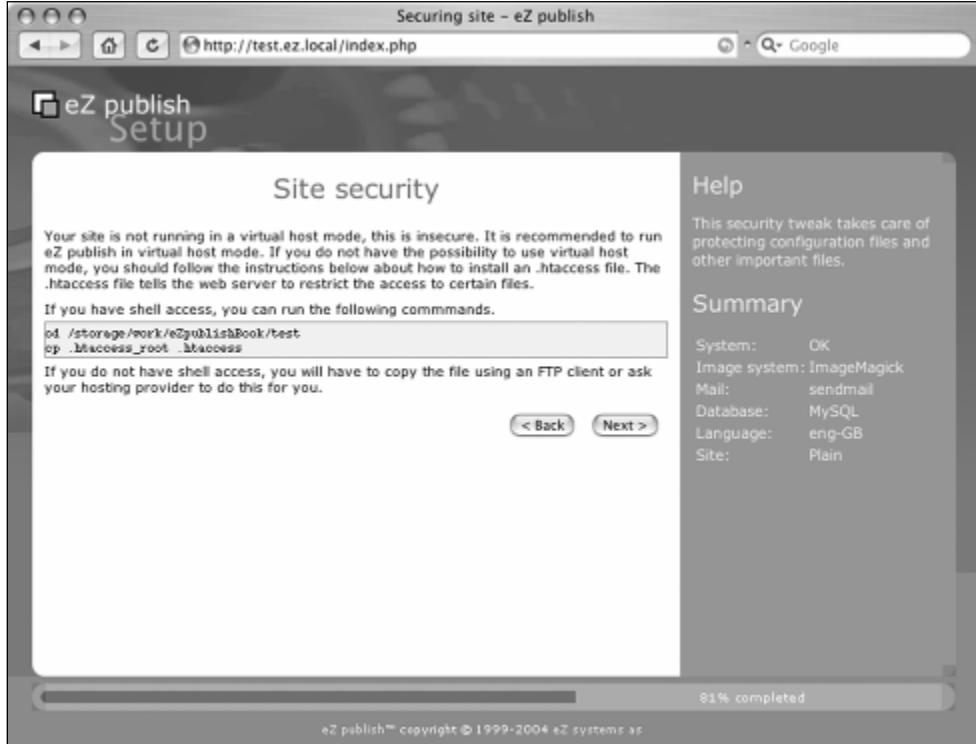 Securing site – eZ publish
http://test.ez.local/index.php
Google
eZ publish
Setup
Site security
Your site is not running in a virtual host mode, this is insecure. It is recommended to run
eZ publish in virtual host mode. If you do not have the possibility to use virtual host
mode, you should follow the instructions below about how to install an .htaccess file. The
.htaccess file tells the web server to restrict the access to certain files.
If you have shell access, you can run the following commmands.
cd /storage/work/eZpublishBook/test
cp .htaccess_root .htaccess
If you do not have shell access, you will have to copy the file using an FTP client or ask
your hosting provider to do this for you.
< Back Next >
Help
This security tweak takes care of
protecting configuration files and
other important files.
Summary
System: OK
Image system: ImageMagick
Mail: sendmail
Database: MySQL
Language: eng-GB
Site: Plain
81% completed
eZ publish™ copyright © 1999-2004 eZ systems as